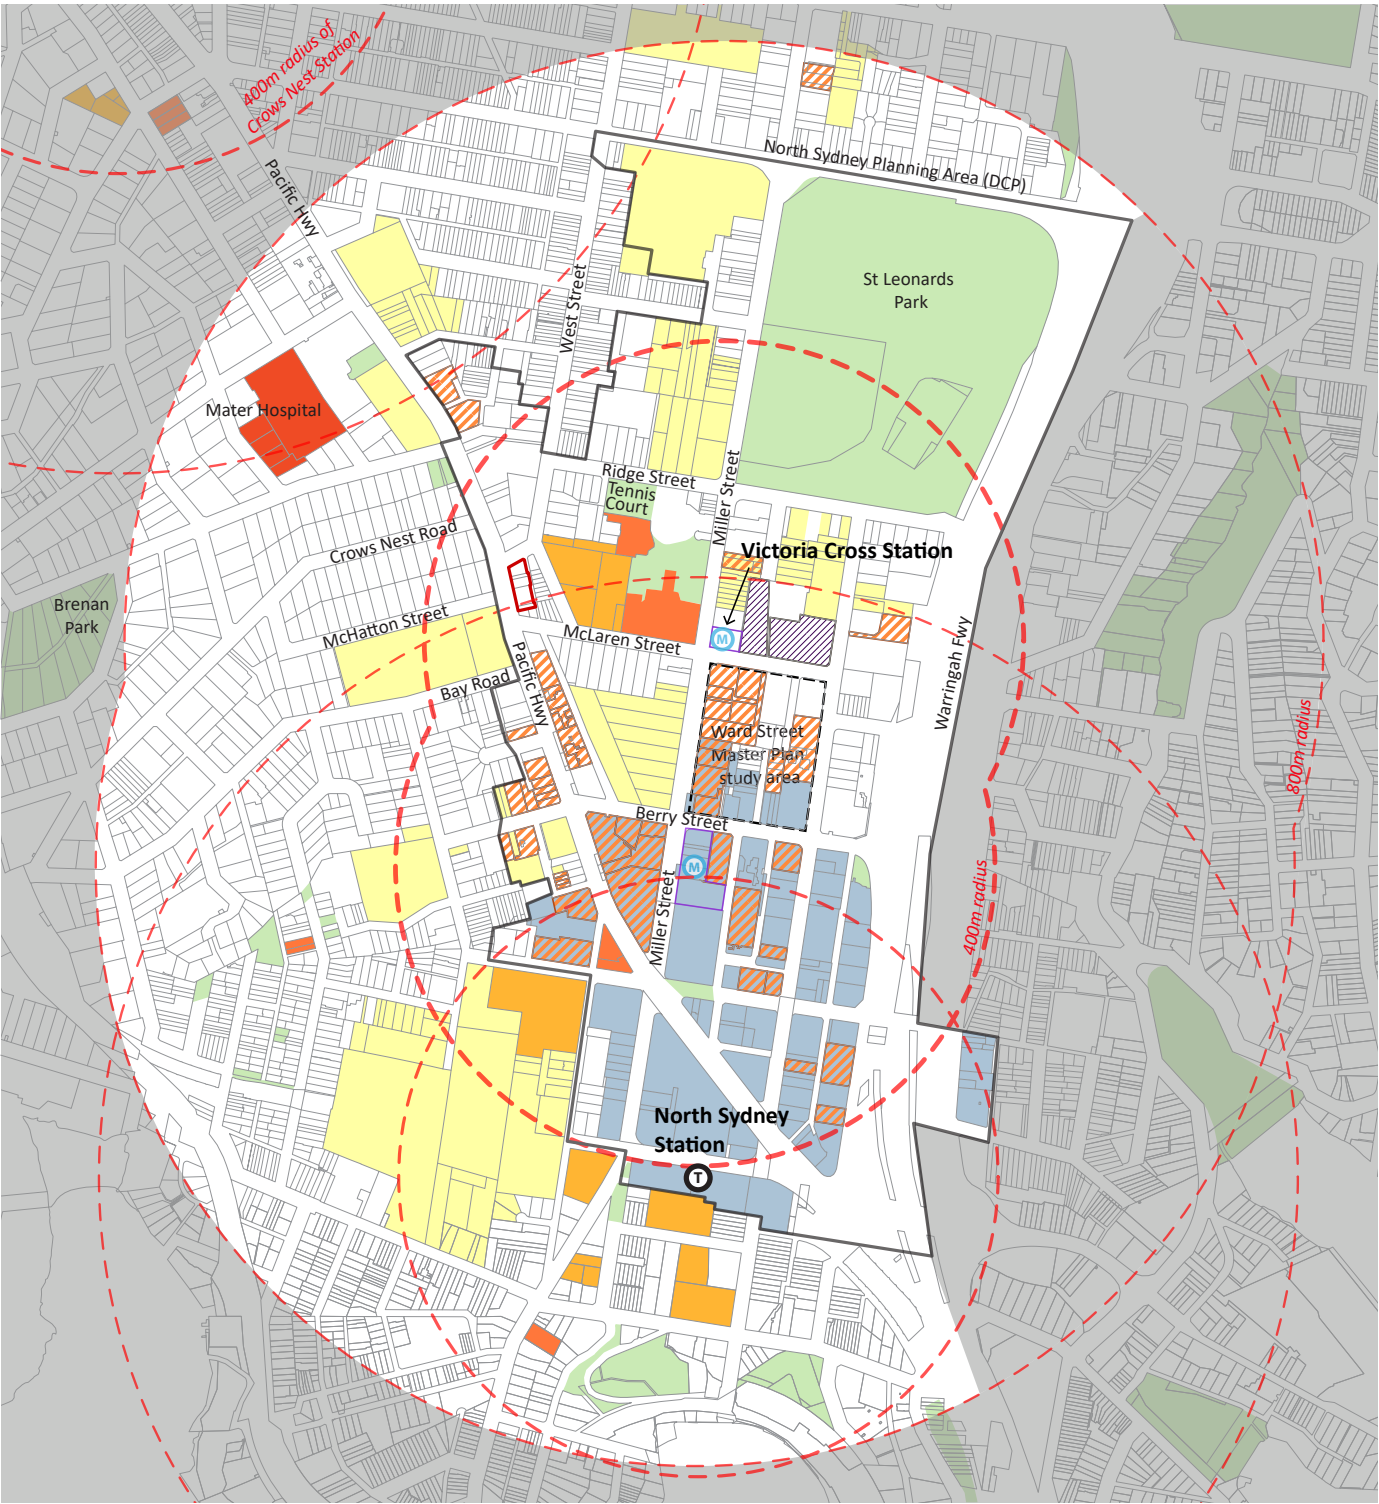 400m radius of
Crows Nest Station
Pacific Hwy
North Sydney Planning Area (DCP)
St Leonards
Park
West Street
Mater Hospital
Ridge Street
Tennis
Court
Miller Street
Crows Nest Road
Victoria Cross Station
Brenan
Park
McHatton Street
McLaren Street
M
Bay Road
Pacific Hwy
Warringah Fwy
Ward Street
Master Plan
study area
800m radius
Berry Street
M
Miller Street
400m radius
North Sydney
Station
T